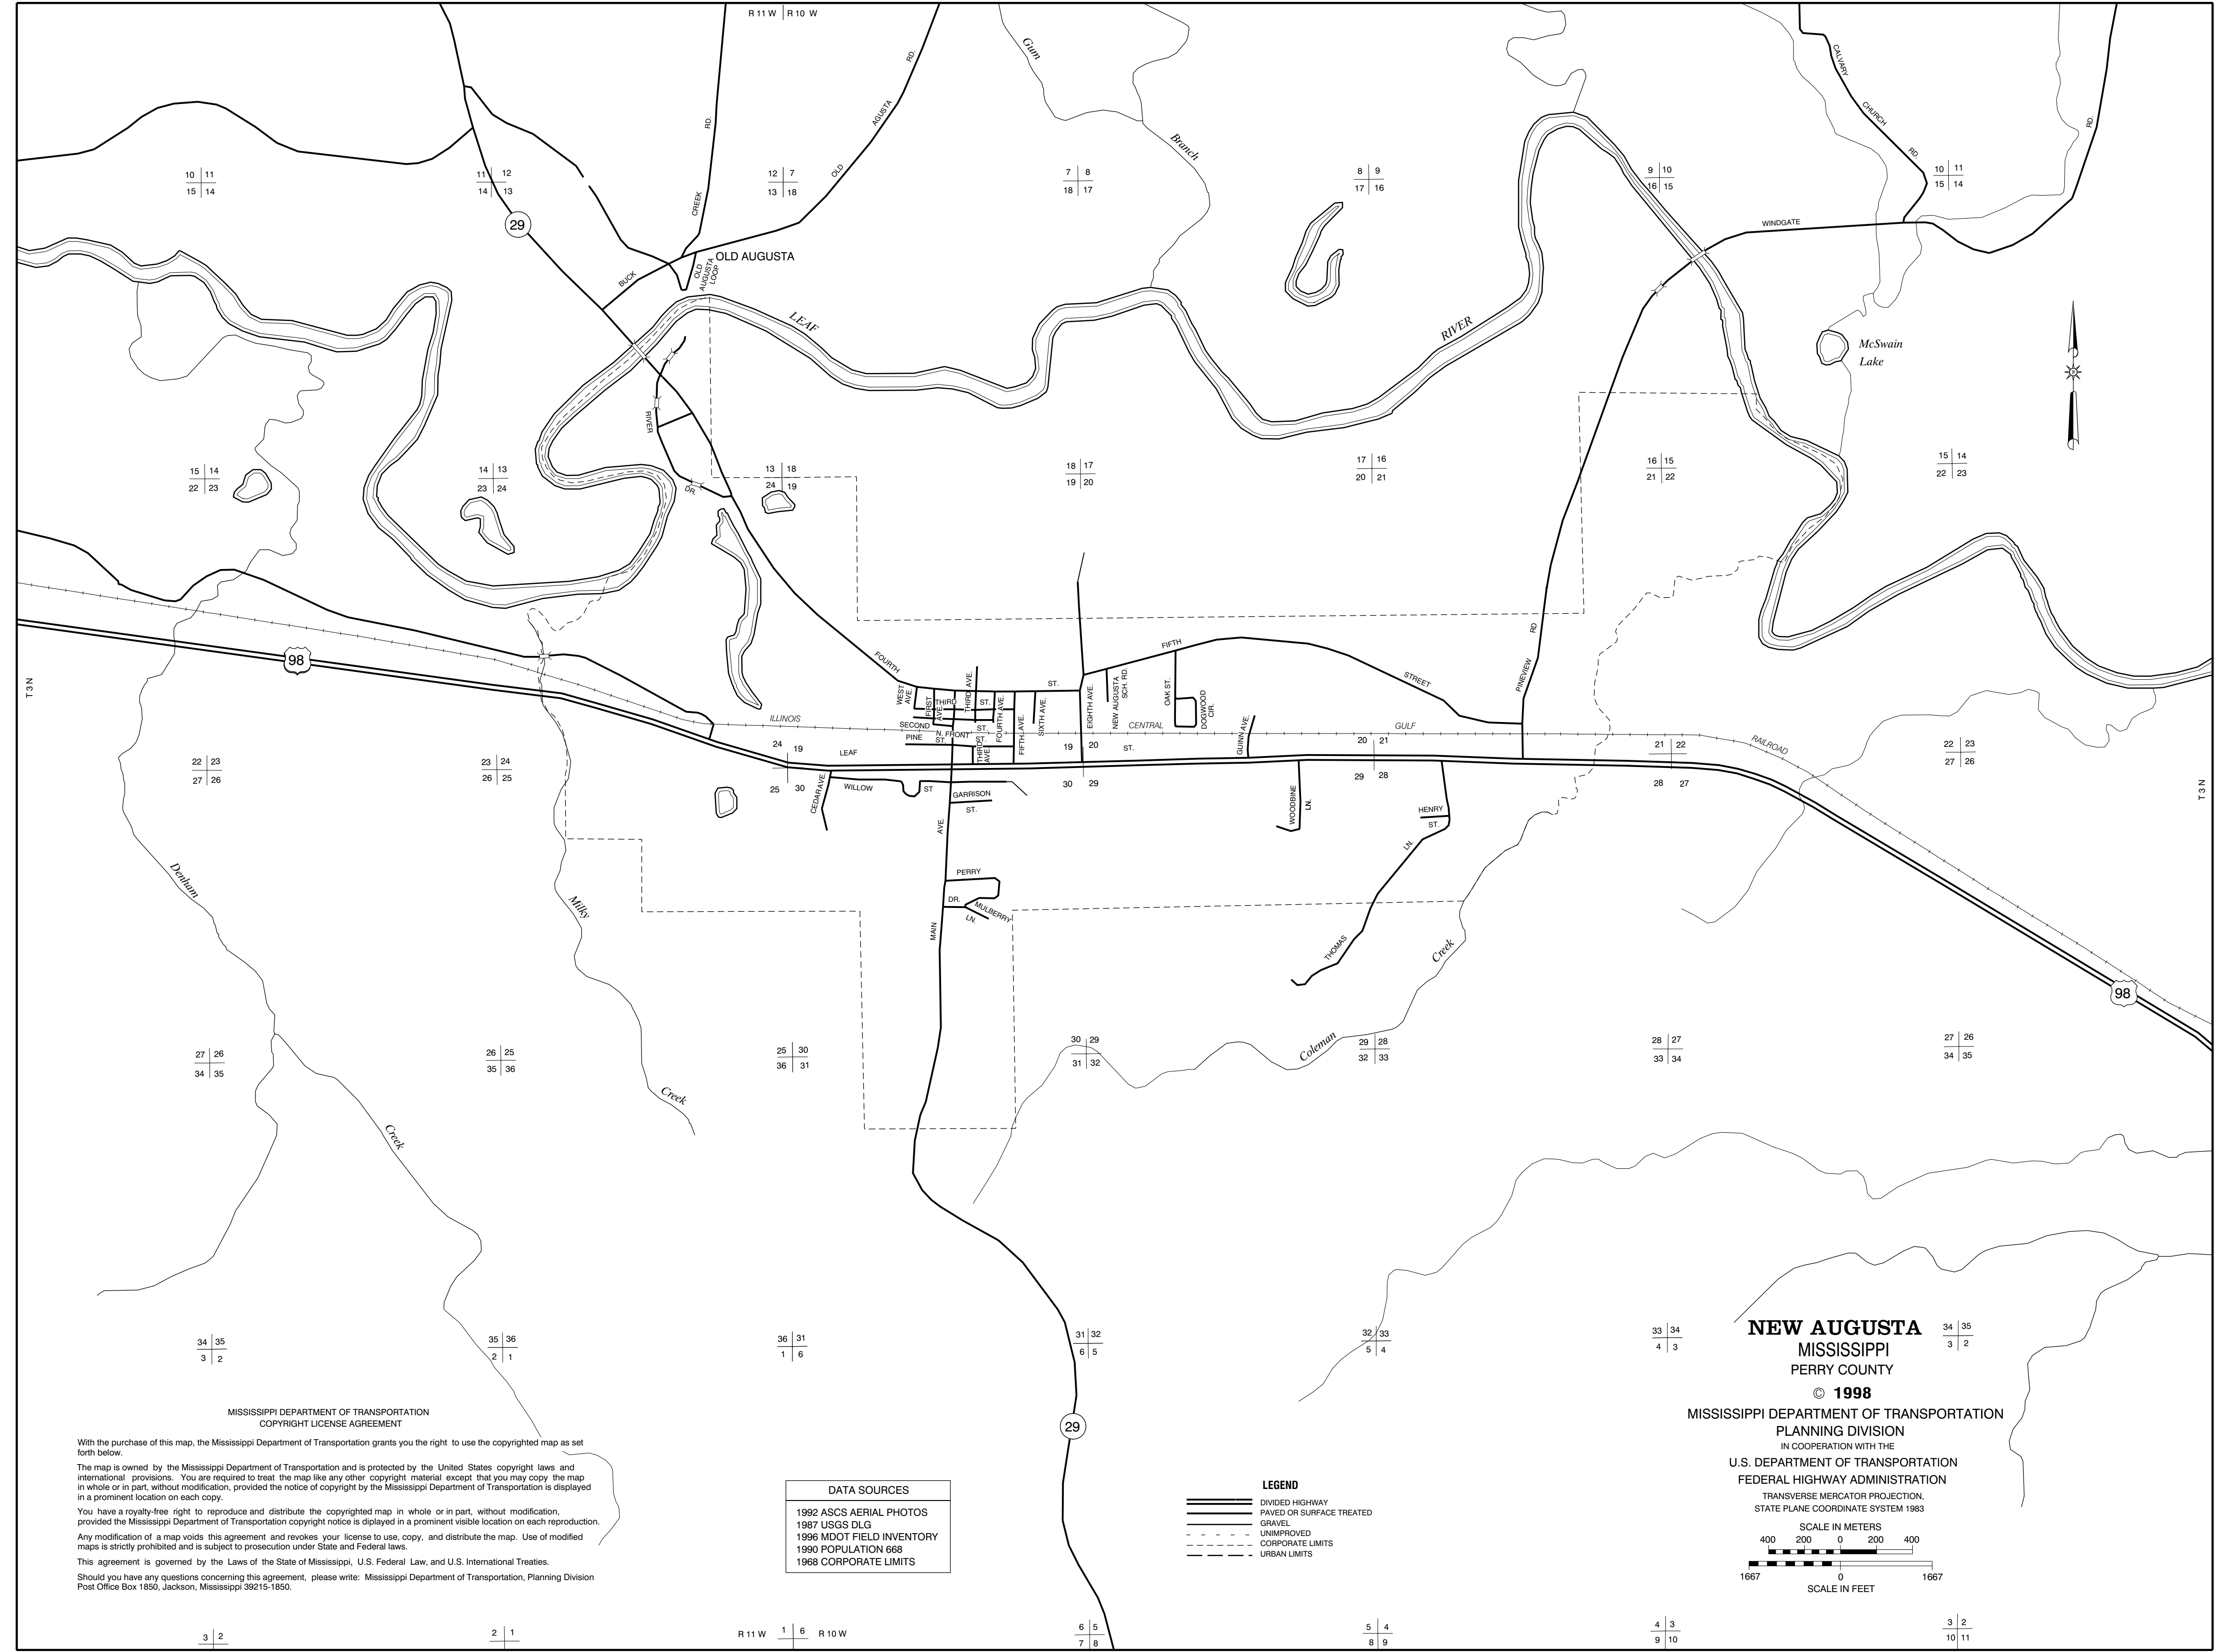 R 11 W | R 10 W
Gum
Branch
CALVARY
CHURCH
RD.
RD.
RD.
CREEK
RD.
AGUSTA
OLD
10 | 11
15 | 14
11 | 12
14 | 13
12 | 7
13 | 18
7 | 8
18 | 17
8 | 9
17 | 16
9 | 10
16 | 15
10 | 11
15 | 14
29
WINDGATE
BUCK
OLD AUGUSTA
OLD
AUGUSTA
LOOP
LEAF
RIVER
McSwain
Lake
RIVER
DR.
15 | 14
22 | 23
14 | 13
23 | 24
13 | 18
24 | 19
18 | 17
19 | 20
17 | 16
20 | 21
16 | 15
21 | 22
15 | 14
22 | 23
98
T 3 N
FOURTH
ST.
FIFTH
STREET
PINEVIEW
RD
WEST
AVE.
FIRST
AVE.
THIRD
ST.
THIRD AVE.
SECOND
ST.
N. FRONT
ST.
PINE
ST.
THIRD
AVE.
FOURTH AVE.
FIFTH AVE.
SIXTH AVE.
EIGHTH AVE.
NEW AUGUSTA
SCH. RD.
OAK ST.
DOGWOOD
CIR.
GUINN AVE.
ILLINOIS
CENTRAL
GULF
RAILROAD
LEAF
ST.
22 | 23
27 | 26
23 | 24
26 | 25
24 | 19
25 | 30
19 | 20
30 | 29
20 | 21
29 | 28
21 | 22
28 | 27
22 | 23
27 | 26
T 3 N
CEDAR AVE.
WILLOW
ST
GARRISON
ST.
AVE.
WOODBINE
LN.
HENRY
ST.
LN.
THOMAS
PERRY
DR.
MULBERRY
LN.
MAIN
Denham
Creek
Milky
Creek
Creek
Coleman
98
27 | 26
34 | 35
26 | 25
35 | 36
25 | 30
36 | 31
30 | 29
31 | 32
29 | 28
32 | 33
28 | 27
33 | 34
27 | 26
34 | 35
34 | 35
3 | 2
35 | 36
2 | 1
36 | 31
1 | 6
31 | 32
6 | 5
32 | 33
5 | 4
33 | 34
4 | 3
34 | 35
3 | 2
29
NEW AUGUSTA
MISSISSIPPI
PERRY COUNTY
© 1998
MISSISSIPPI DEPARTMENT OF TRANSPORTATION
PLANNING DIVISION
IN COOPERATION WITH THE
U.S. DEPARTMENT OF TRANSPORTATION
FEDERAL HIGHWAY ADMINISTRATION
TRANSVERSE MERCATOR PROJECTION,
STATE PLANE COORDINATE SYSTEM 1983
SCALE IN METERS
400 200 0 200 400
1667 0 1667
SCALE IN FEET
MISSISSIPPI DEPARTMENT OF TRANSPORTATION
COPYRIGHT LICENSE AGREEMENT
With the purchase of this map, the Mississippi Department of Transportation grants you the right to use the copyrighted map as set
forth below.
The map is owned by the Mississippi Department of Transportation and is protected by the United States copyright laws and
international provisions. You are required to treat the map like any other copyright material except that you may copy the map
in whole or in part, without modification, provided the notice of copyright by the Mississippi Department of Transportation is displayed
in a prominent location on each copy.
You have a royalty-free right to reproduce and distribute the copyrighted map in whole or in part, without modification,
provided the Mississippi Department of Transportation copyright notice is diplayed in a prominent visible location on each reproduction.
Any modification of a map voids this agreement and revokes your license to use, copy, and distribute the map. Use of modified
maps is strictly prohibited and is subject to prosecution under State and Federal laws.
This agreement is governed by the Laws of the State of Mississippi, U.S. Federal Law, and U.S. International Treaties.
Should you have any questions concerning this agreement, please write: Mississippi Department of Transportation, Planning Division
Post Office Box 1850, Jackson, Mississippi 39215-1850.
DATA SOURCES
1992 ASCS AERIAL PHOTOS
1987 USGS DLG
1996 MDOT FIELD INVENTORY
1990 POPULATION 668
1968 CORPORATE LIMITS
LEGEND
DIVIDED HIGHWAY
PAVED OR SURFACE TREATED
GRAVEL
UNIMPROVED
CORPORATE LIMITS
URBAN LIMITS
3 | 2
2 | 1
R 11 W 1 | 6 R 10 W
6 | 5
7 | 8
5 | 4
8 | 9
4 | 3
9 | 10
3 | 2
10 | 11